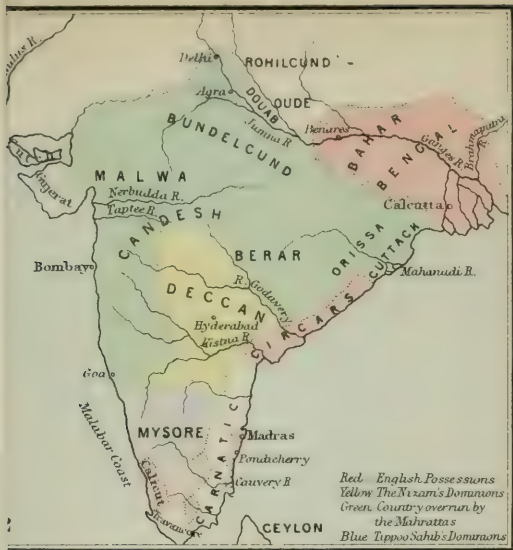 Delhi
ROHILCUND
Agra
DOUAB
OUDE
Jumna R
BUNDELCUND
Benares
BAHAR
BENGAL
Ganges R.
Brahmaputra R.
Gujerat
MALWA
Nerbudda R.
Taptee R.
CANDESH
Calcutta
BERAR
ORISSA
CUTTACK
Mahanadi R.
Bombay
R. Godavery
DECCAN
Hyderabad
Kistna R
CIRCARS
Goa
Malabar Coast
MYSORE
CARNATIC
Madras
Pondicherry
Calicut
Cauvery R
Travancore
CEYLON
Red English Possessions
Yellow The Nizam's Dominions
Green Country overrun by
the Mahrattas
Blue Tippoo Sahib's Dominions